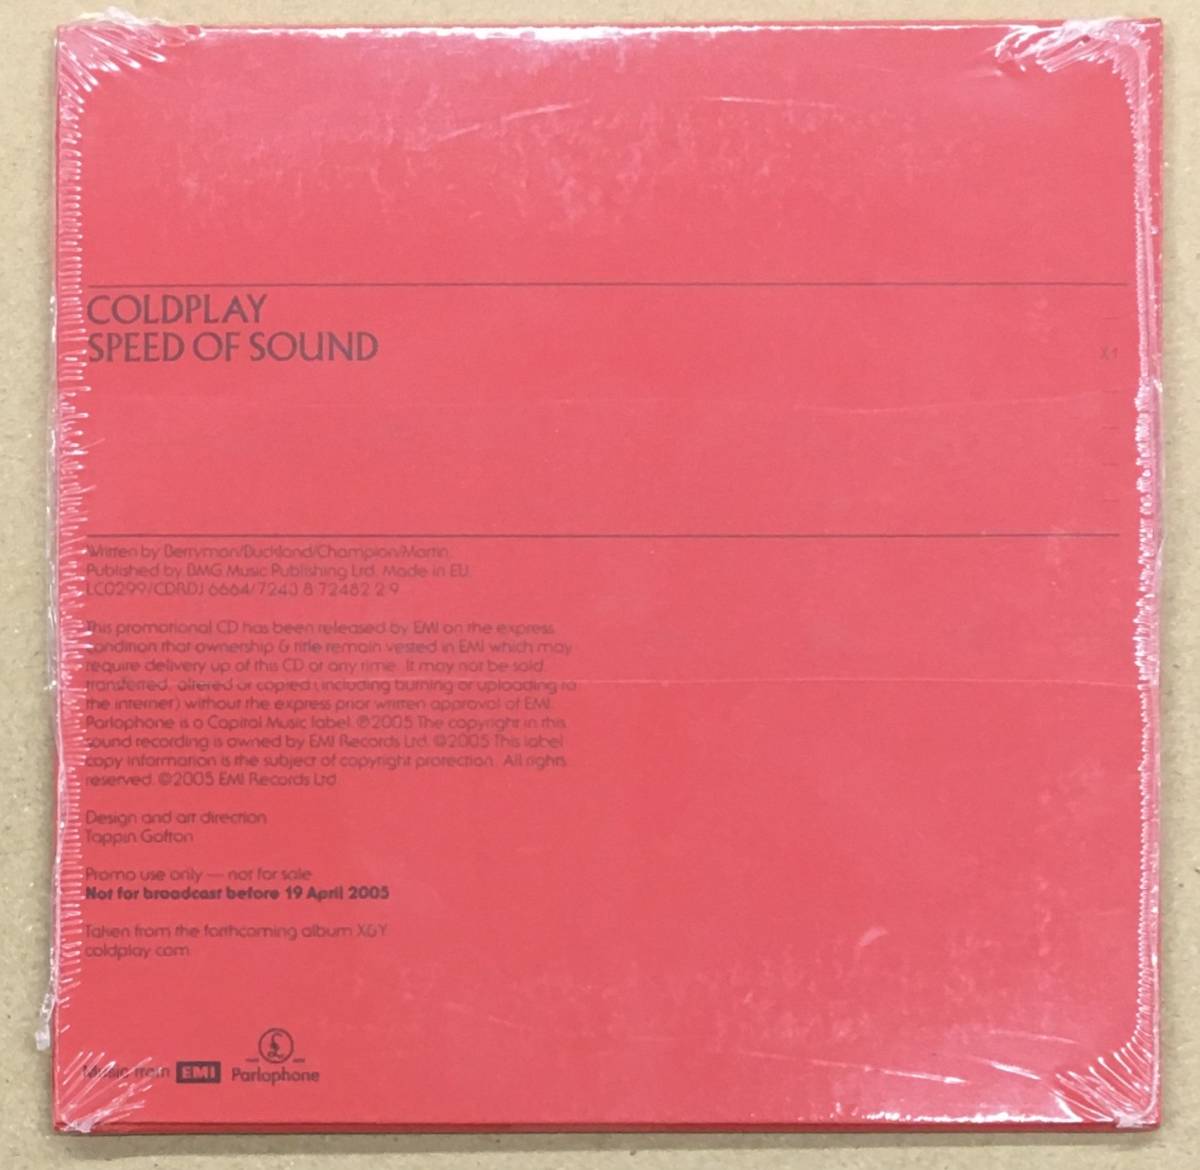 COLDPLAY
SPEED OF SOUND
X1
Written by Berryman/Buckland/Champion/Martin.
Published by BMG Music Publishing Ltd. Made in EU.
LC0299/CDRDJ 6664/7243 8 72482 2 9
This promotional CD has been released by EMI on the express
condition that ownership & title remain vested in EMI which may
require delivery up of this CD at any time. It may not be sold,
transferred, altered or copied (including burning or uploading to
the internet) without the express prior written approval of EMI.
Parlophone is a Capitol Music label. ℗2005 The copyright in this
sound recording is owned by EMI Records Ltd. ©2005 This label
copy information is the subject of copyright protection. All rights
reserved. ©2005 EMI Records Ltd
Design and art direction
Tappin Gofton
Promo use only — not for sale
Not for broadcast before 19 April 2005
Taken from the forthcoming album X&Y
coldplay.com
Music from EMI £ Parlophone